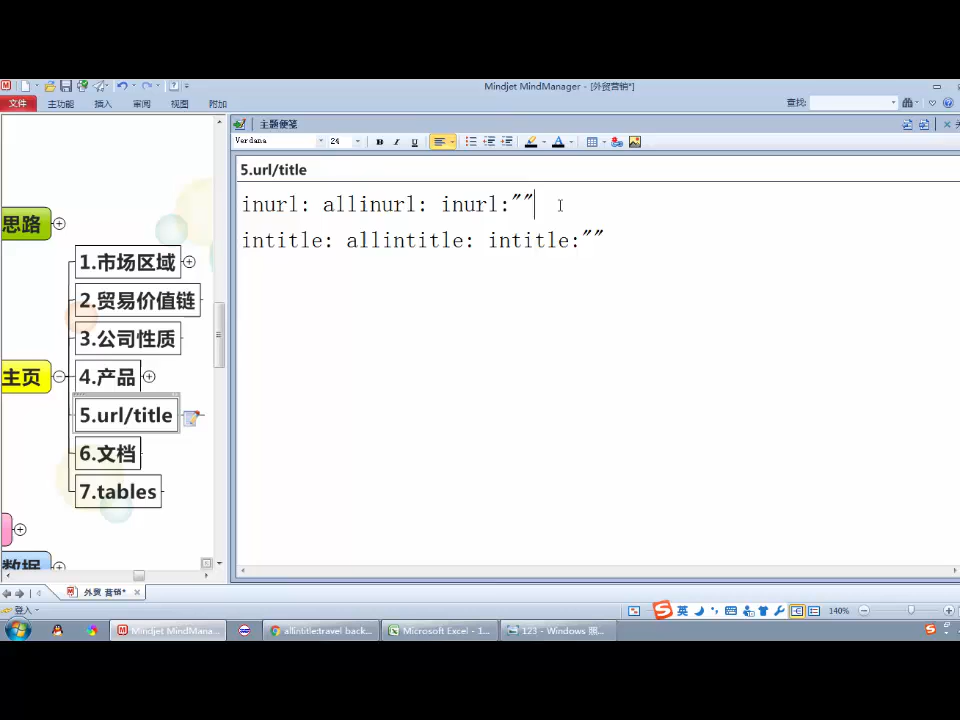 Mindjet MindManager - [外贸营销*]
文件 主功能 插入 审阅 视图 附加 查找:
主题便笺
Verdana 24 B I U A
5.url/title
inurl: allinurl: inurl:""
intitle: allintitle: intitle:""
思路
1.市场区域
2.贸易价值链
3.公司性质
主页
4.产品
5.url/title
6.文档
7.tables
数据
外贸 营销*
登入 英 140%
Mindjet MindMana... allintitle:travel back... Microsoft Excel - 1... 123 - Windows 照...